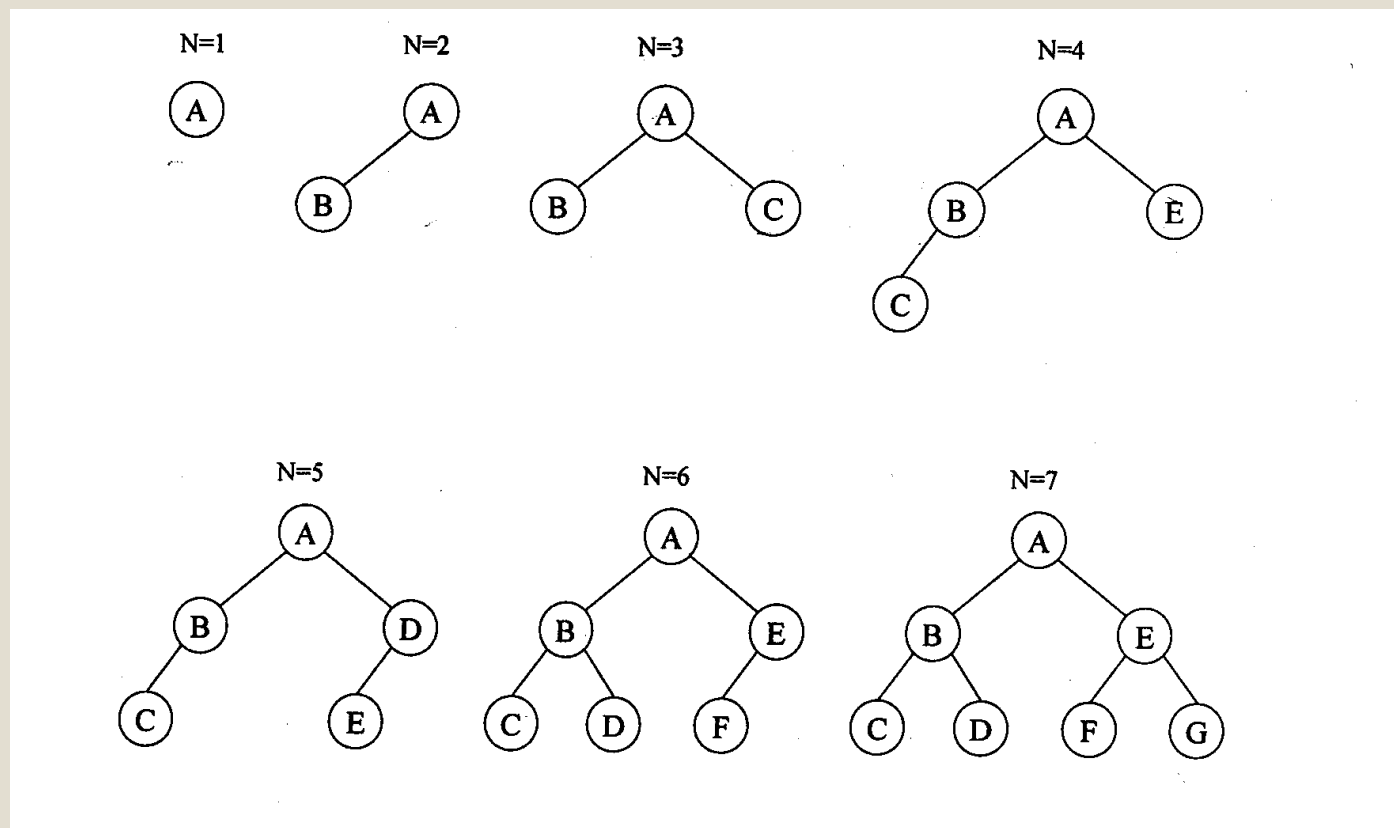 N=1 N=2 N=3 N=4
A A A A
B B C B E
C
N=5 N=6 N=7
A A A
B D B E B E
C E C D F C D F G